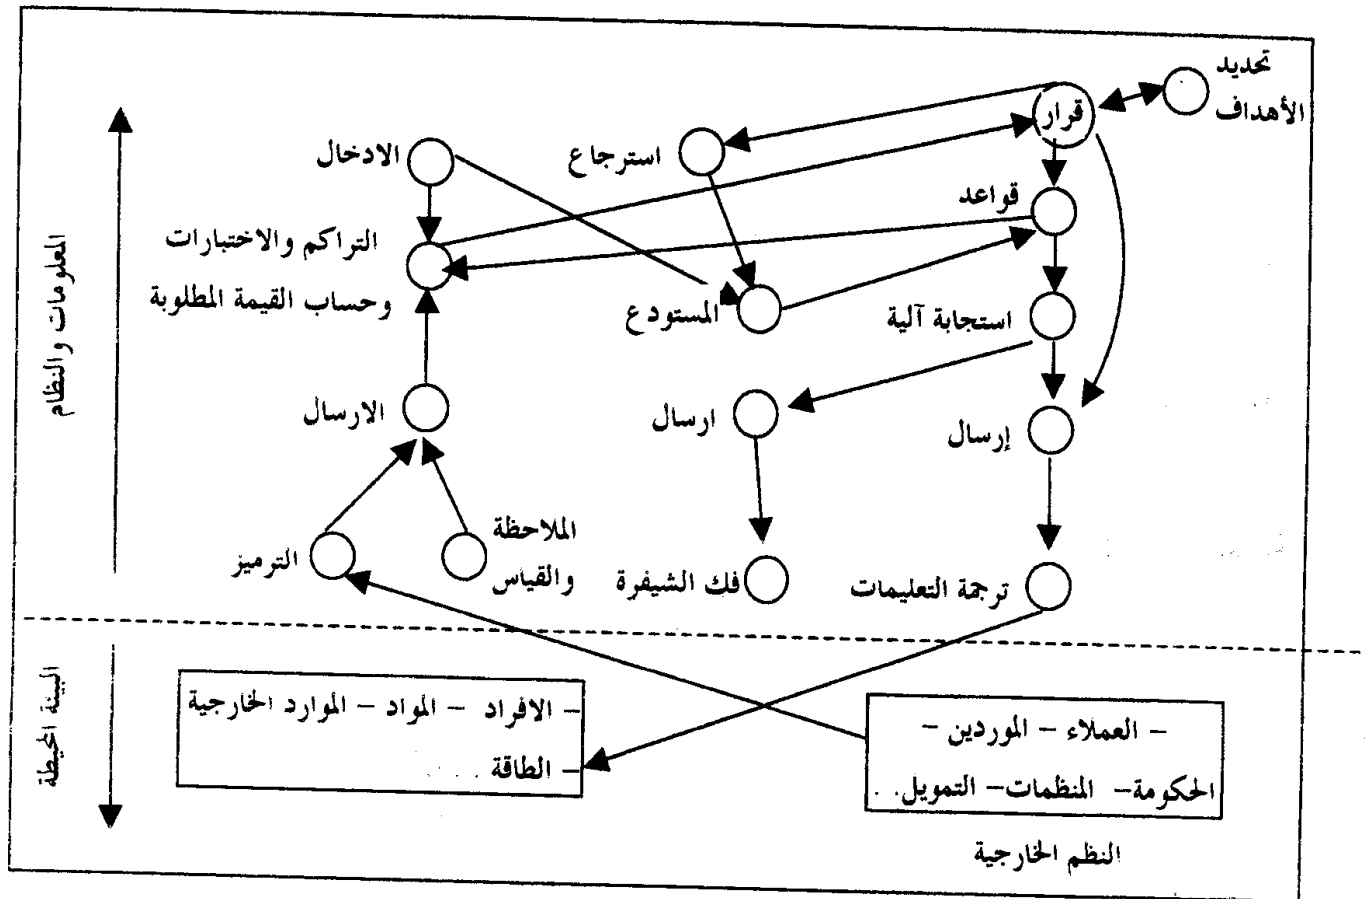 تحديد
الأهداف
قرار
استرجاع
الادخال
قواعد
التراكم والاختبارات
وحساب القيمة المطلوبة
المستودع
استجابة آلية
الارسال
ارسال
إرسال
الملاحظة
والقياس
الترميز
فك الشيفرة
ترجمة التعليمات
المعلومات والنظام
البيئة المحيطة
– الافراد – المواد – الموارد الخارجية
– الطاقة
– العملاء – الموردين –
الحكومة – المنظمات – التمويل. .
النظم الخارجية